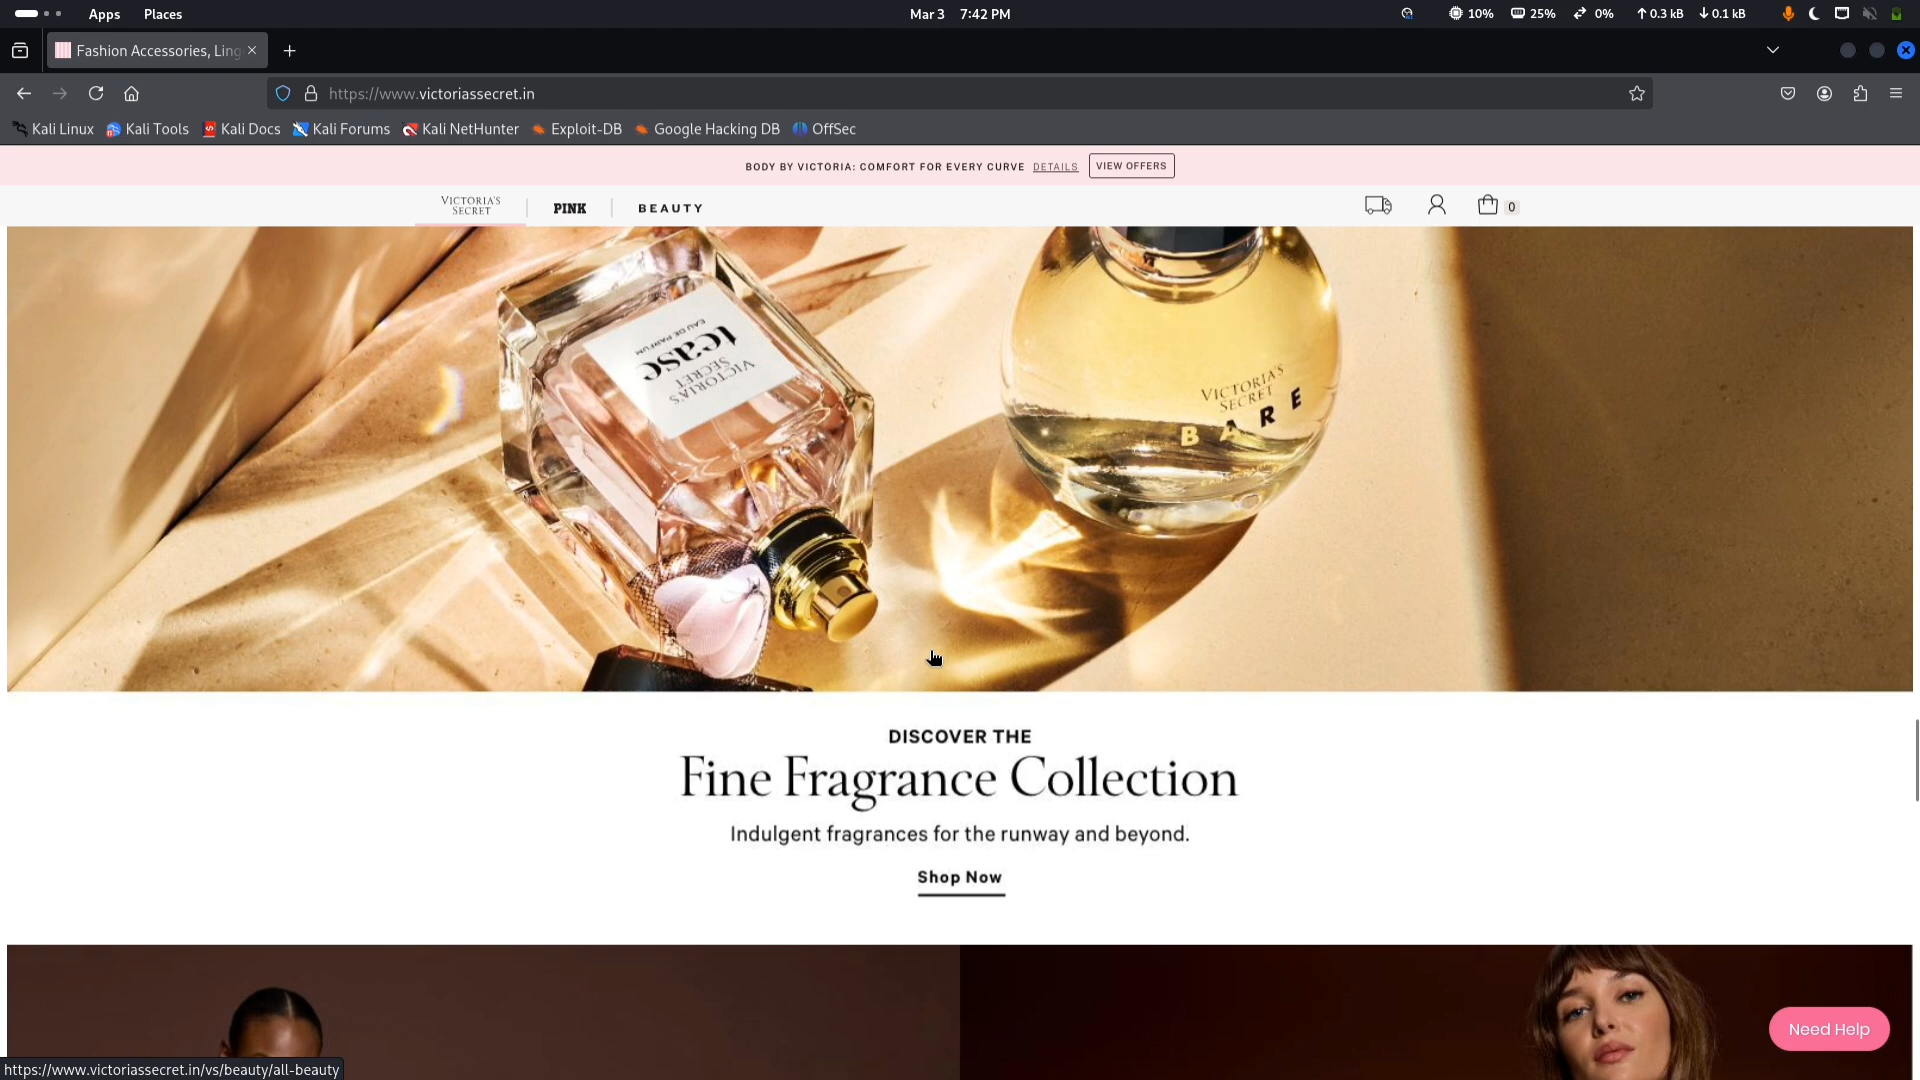 Apps Places Mar 3 7:42 PM 10% 25% 0% ↑0.3 kB ↓0.1 kB
Fashion Accessories, Ling
https://www.victoriassecret.in
Kali Linux Kali Tools Kali Docs Kali Forums Kali NetHunter Exploit-DB Google Hacking DB OffSec
BODY BY VICTORIA: COMFORT FOR EVERY CURVE DETAILS VIEW OFFERS
VICTORIA'S
SECRET
PINK
BEAUTY
0
VICTORIA'S
SECRET
tease
EAU DE PARFUM
VICTORIA'S
SECRET
BARE
DISCOVER THE
Fine Fragrance Collection
Indulgent fragrances for the runway and beyond.
Shop Now
Need Help
https://www.victoriassecret.in/vs/beauty/all-beauty